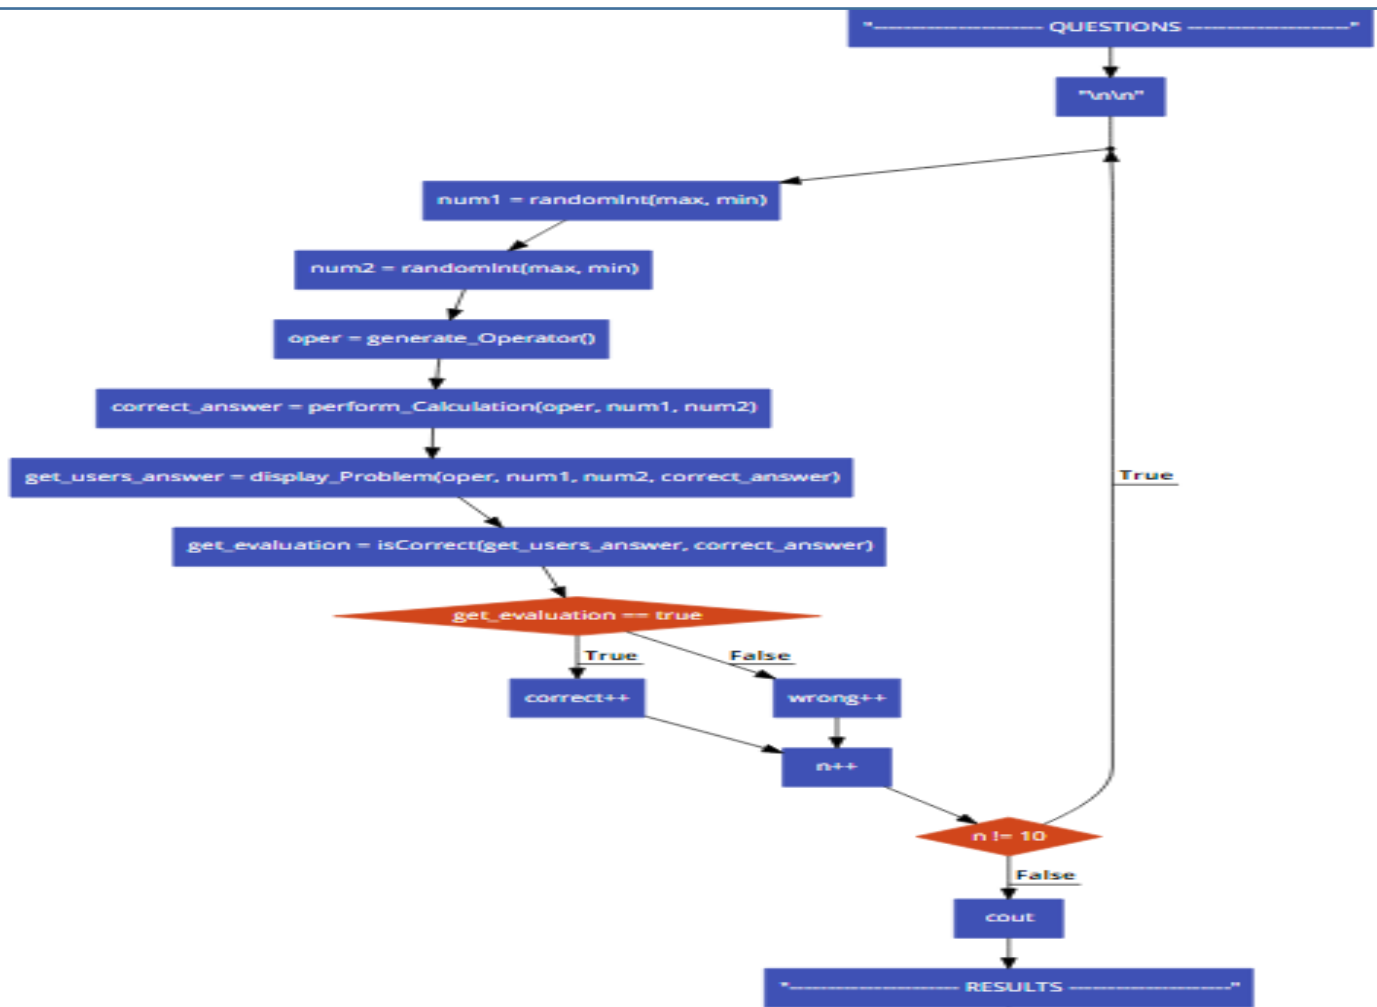 "---------------------- QUESTIONS ---------------------"
"\n\n"
num1 = randomInt(max, min)
num2 = randomInt(max, min)
oper = generate_Operator()
correct_answer = perform_Calculation(oper, num1, num2)
get_users_answer = display_Problem(oper, num1, num2, correct_answer)
True
get_evaluation = isCorrect(get_users_answer, correct_answer)
get_evaluation == true
True
False
correct++
wrong++
n++
n != 10
False
cout
"---------------------- RESULTS ---------------------"